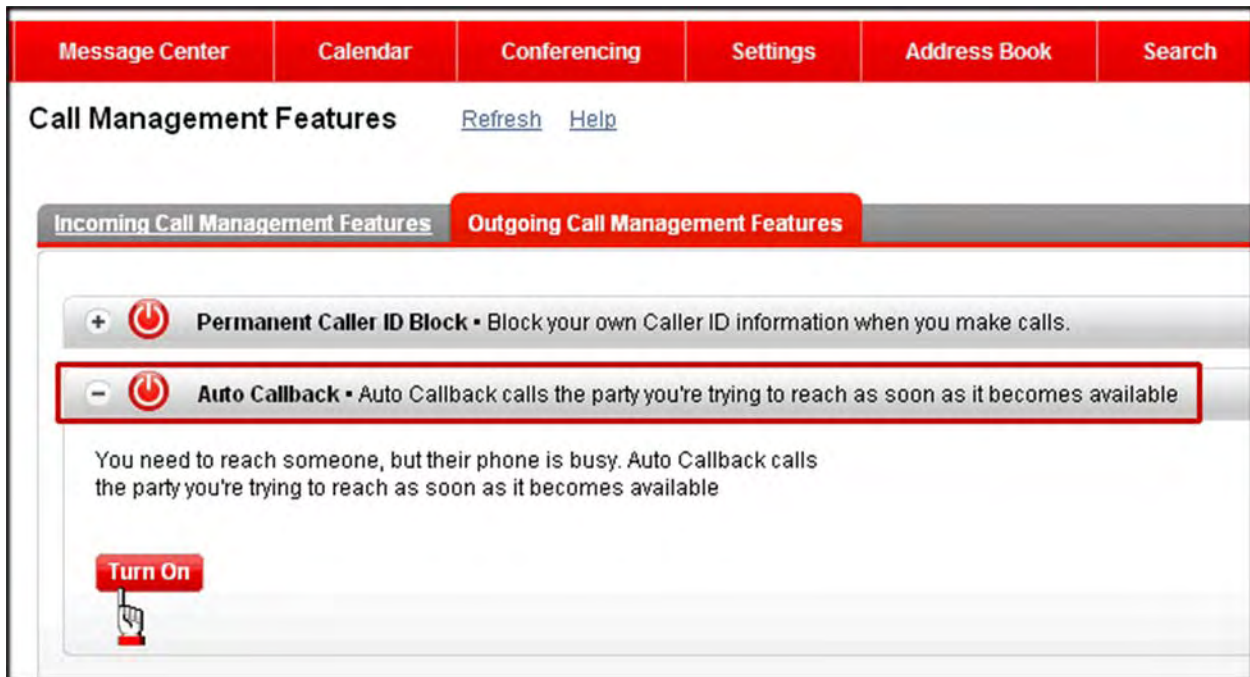 Message Center Calendar Conferencing Settings Address Book Search
Call Management Features Refresh Help
Incoming Call Management Features Outgoing Call Management Features
+ Permanent Caller ID Block • Block your own Caller ID information when you make calls.
- Auto Callback • Auto Callback calls the party you're trying to reach as soon as it becomes available
You need to reach someone, but their phone is busy. Auto Callback calls
the party you're trying to reach as soon as it becomes available
Turn On